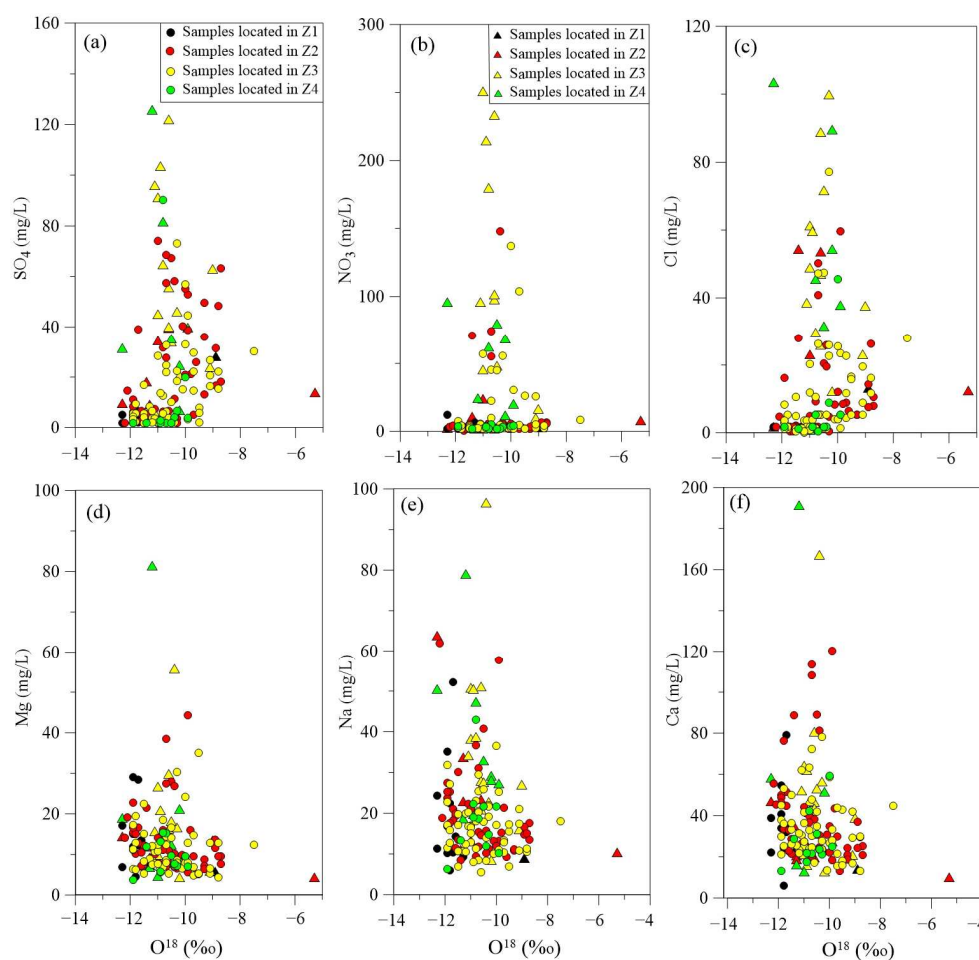 (a)
Samples located in Z1
Samples located in Z2
Samples located in Z3
Samples located in Z4
SO4 (mg/L)
160
120
80
40
0
−14 −12 −10 −8 −6
(b)
Samples located in Z1
Samples located in Z2
Samples located in Z3
Samples located in Z4
NO3 (mg/L)
300
200
100
0
−14 −12 −10 −8 −6
(c)
Cl (mg/L)
120
80
40
0
−14 −12 −10 −8 −6
(d)
Mg (mg/L)
100
80
60
40
20
0
−14 −12 −10 −8 −6
O18 (‰)
(e)
Na (mg/L)
100
80
60
40
20
0
−14 −12 −10 −8 −6 −4
O18 (‰)
(f)
Ca (mg/L)
200
160
120
80
40
0
−14 −12 −10 −8 −6 −4
O18 (‰)